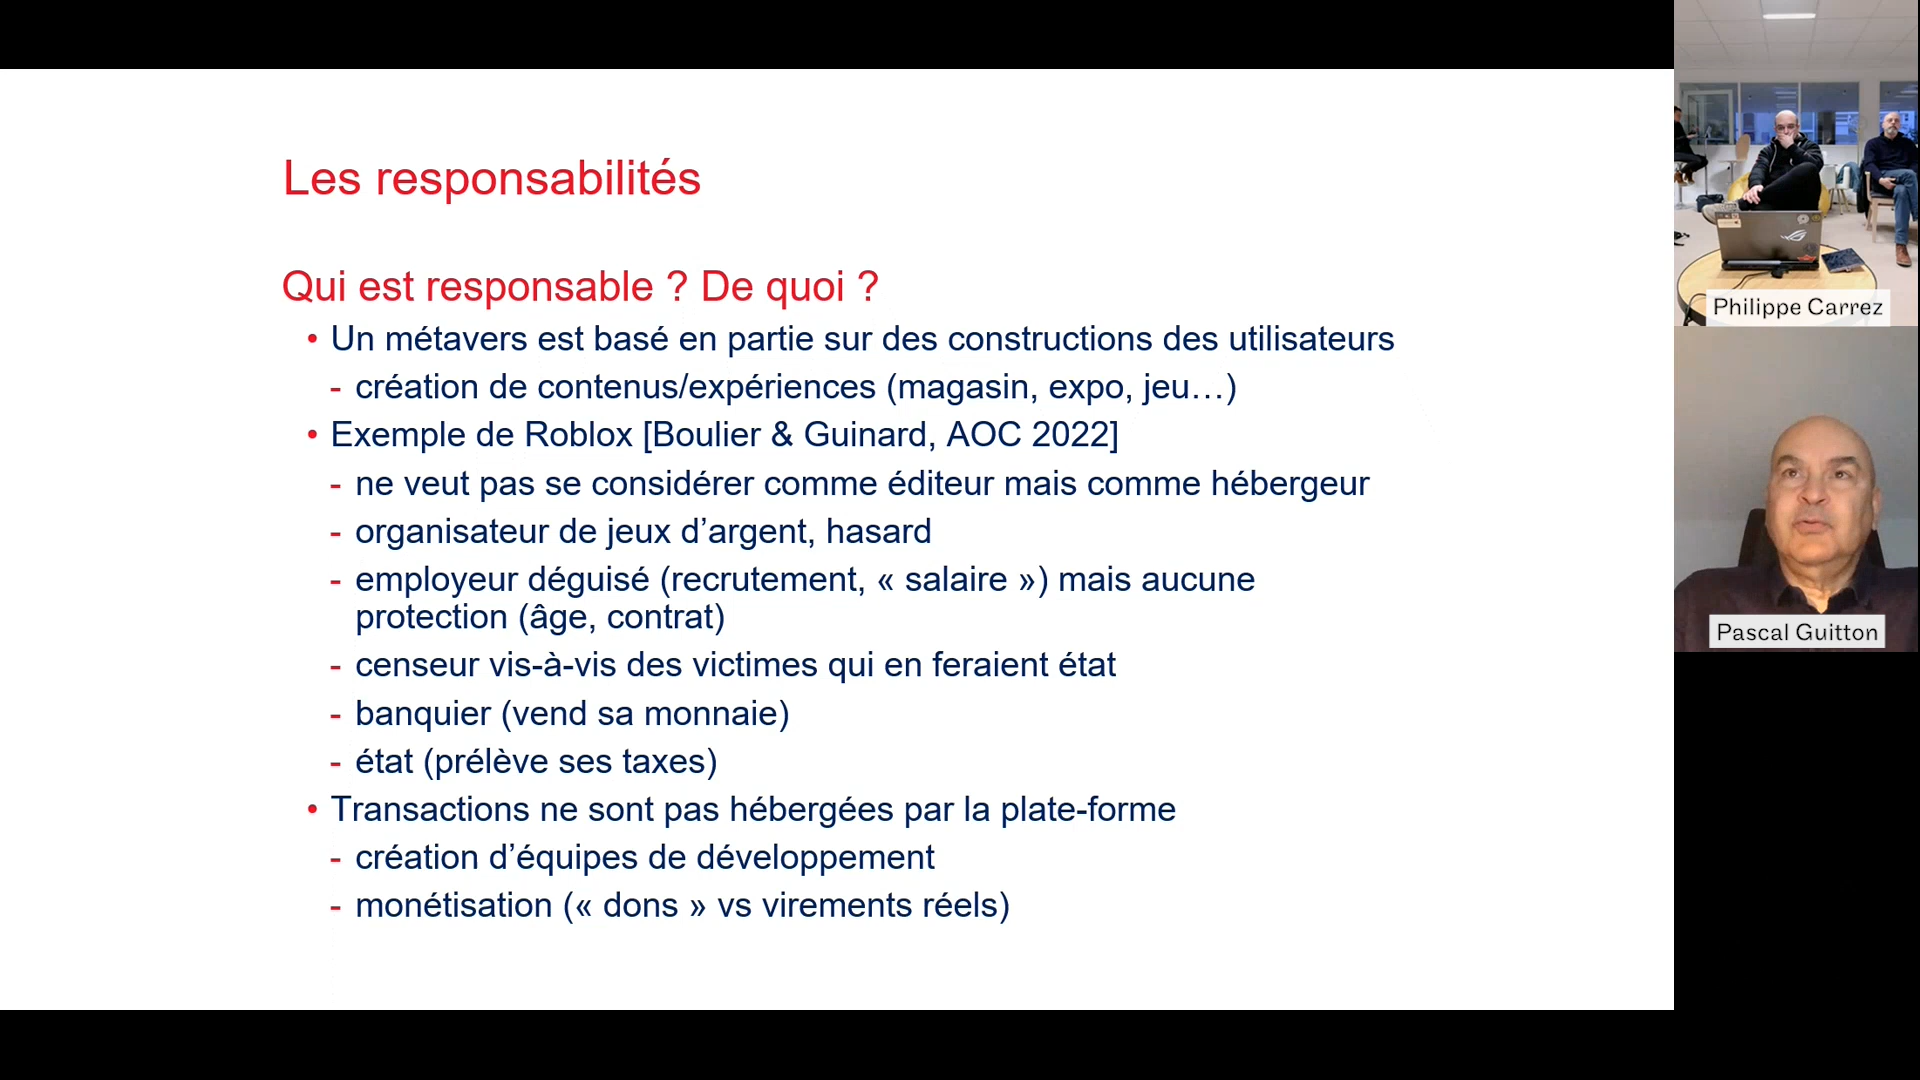 Les responsabilités
Qui est responsable ? De quoi ?
• Un métavers est basé en partie sur des constructions des utilisateurs
- création de contenus/expériences (magasin, expo, jeu…)
• Exemple de Roblox [Boulier & Guinard, AOC 2022]
- ne veut pas se considérer comme éditeur mais comme hébergeur
- organisateur de jeux d’argent, hasard
- employeur déguisé (recrutement, « salaire ») mais aucune
protection (âge, contrat)
- censeur vis-à-vis des victimes qui en feraient état
- banquier (vend sa monnaie)
- état (prélève ses taxes)
• Transactions ne sont pas hébergées par la plate-forme
- création d’équipes de développement
- monétisation (« dons » vs virements réels)
Philippe Carrez
Pascal Guitton